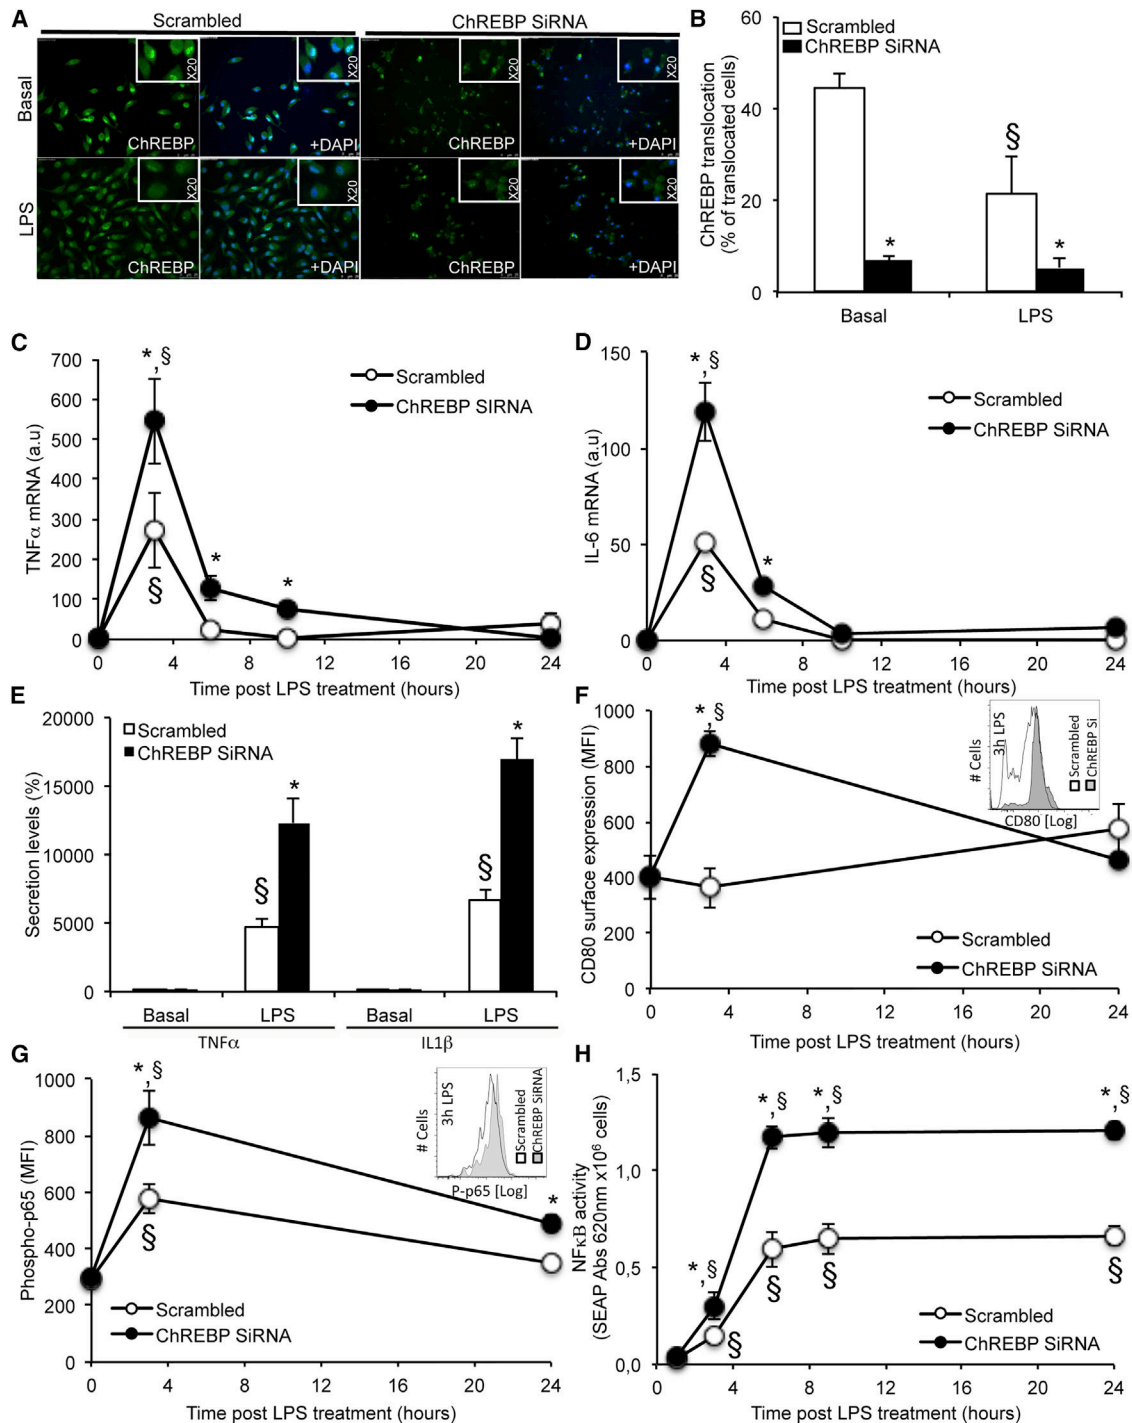 A
Scrambled
ChREBP SiRNA
Basal
X20
X20
X20
X20
ChREBP
+DAPI
ChREBP
+DAPI
LPS
X20
X20
X20
X20
ChREBP
+DAPI
ChREBP
+DAPI
B
ChREBP translocation
(% of translocated cells)
60
40
20
0
Scrambled
ChREBP SiRNA
§
*
*
Basal
LPS
C
TNFα mRNA (a.u)
700
600
500
400
300
200
100
0
*,§
§
*
*
Scrambled
ChREBP SIRNA
0 4 8 12 16 20 24
Time post LPS treatment (hours)
D
IL-6 mRNA (a.u)
150
100
50
0
*,§
§
*
Scrambled
ChREBP SiRNA
0 4 8 12 16 20 24
Time post LPS treatment (hours)
E
Secretion levels (%)
20000
15000
10000
5000
0
Scrambled
ChREBP SiRNA
§
*
§
*
Basal LPS Basal LPS
TNFα IL1β
F
CD80 surface expression (MFI)
1000
800
600
400
200
0
*,§
# Cells
3h LPS
Scrambled
ChREBP Si
CD80 [Log]
Scrambled
ChREBP SiRNA
0 4 8 12 16 20 24
Time post LPS treatment (hours)
G
Phospho-p65 (MFI)
1000
800
600
400
200
0
*,§
§
*
# Cells
3h LPS
Scrambled
ChREBP SiRNA
P-p65 [Log]
Scrambled
ChREBP SiRNA
0 4 8 12 16 20 24
Time post LPS treatment (hours)
H
NFκB activity
(SEAP Abs 620nm x10⁶ cells)
1,5
1,0
0,5
0,0
*,§
*,§
*,§
*,§
§
§
§
§
Scrambled
ChREBP SiRNA
0 4 8 12 16 20 24
Time post LPS treatment (hours)